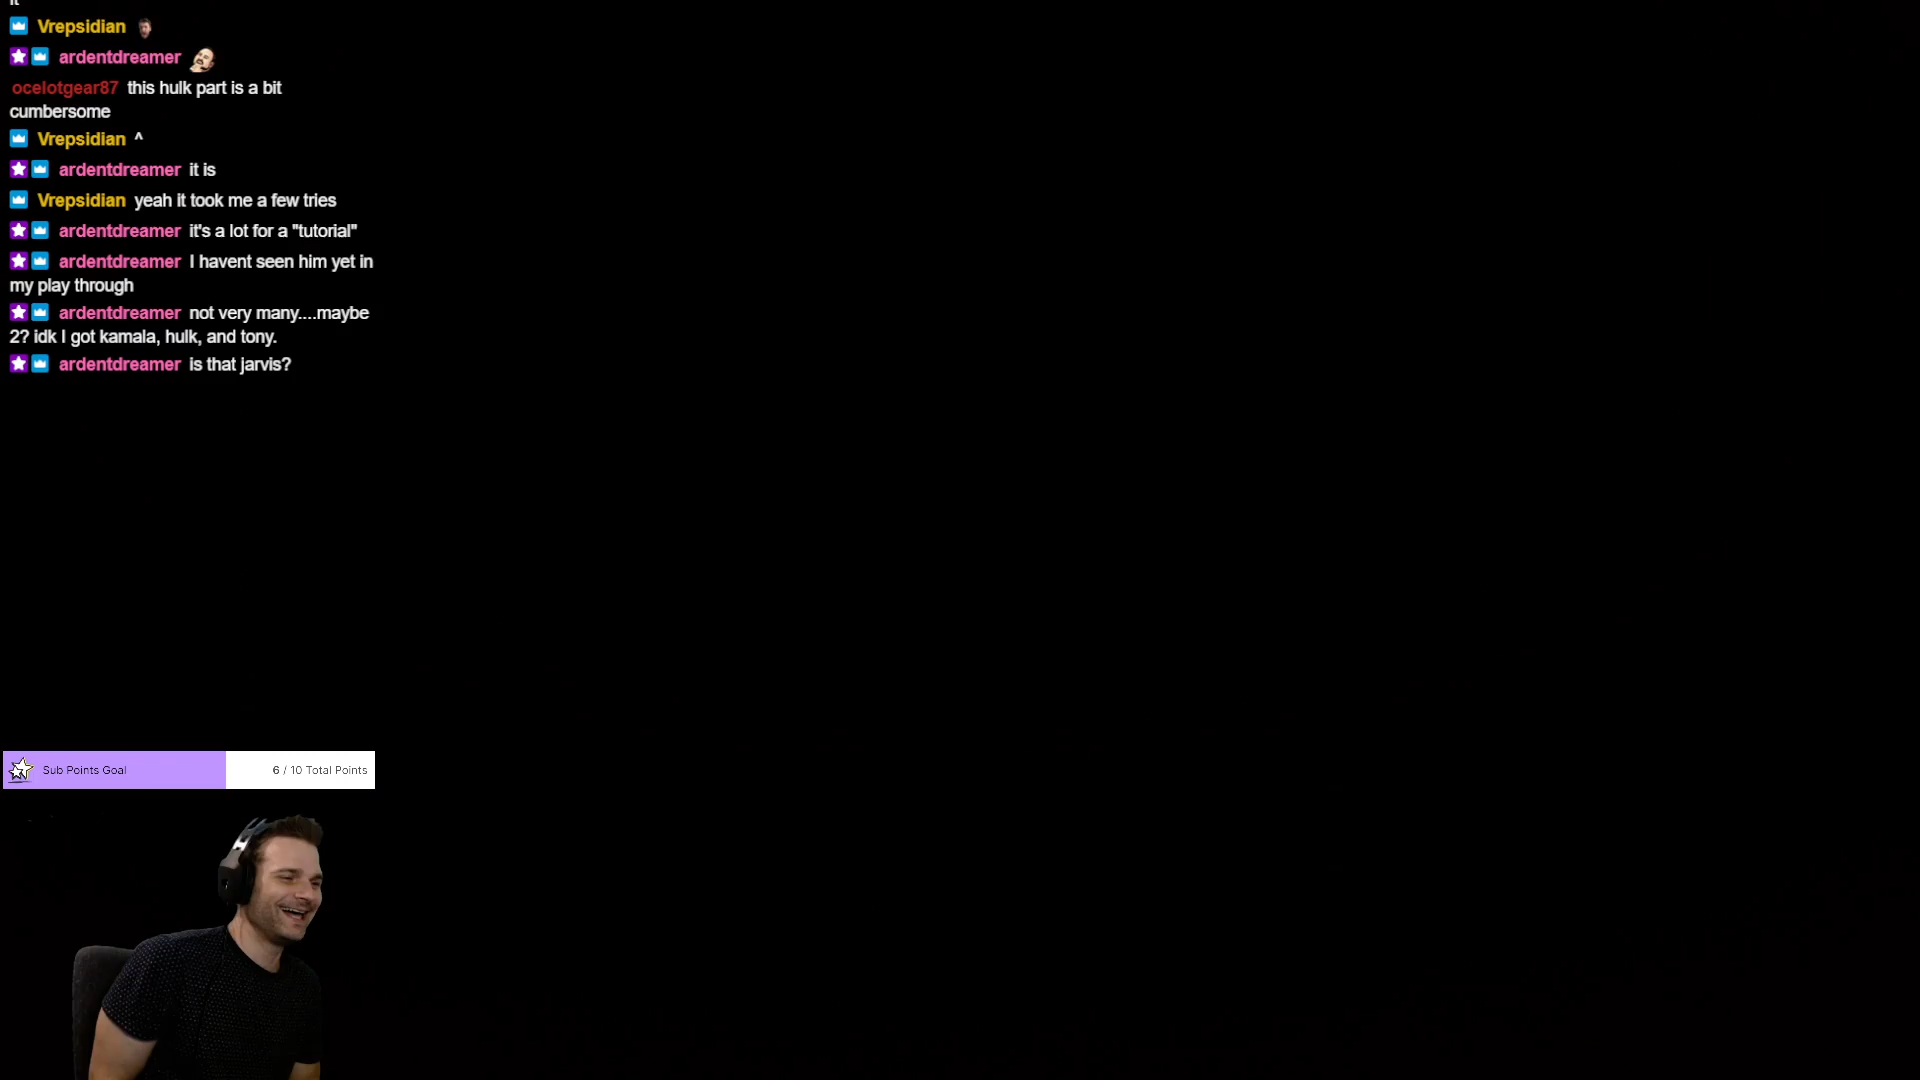 it
Vrepsidian
ardentdreamer
ocelotgear87 this hulk part is a bit
cumbersome
Vrepsidian ^
ardentdreamer it is
Vrepsidian yeah it took me a few tries
ardentdreamer it's a lot for a "tutorial"
ardentdreamer I havent seen him yet in
my play through
ardentdreamer not very many....maybe
2? idk I got kamala, hulk, and tony.
ardentdreamer is that jarvis?
Sub Points Goal 6 / 10 Total Points